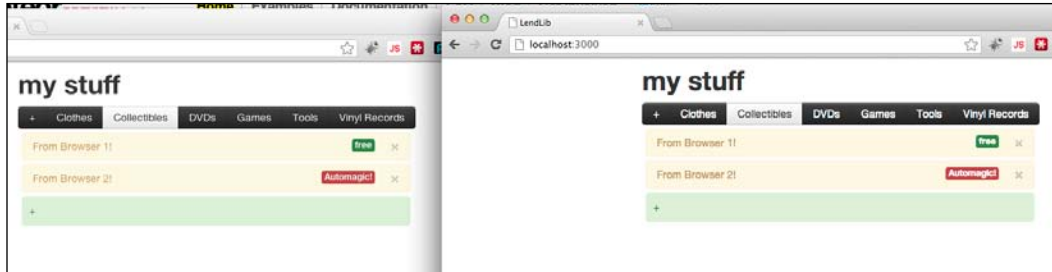 Home Examples Documentation
my stuff
+ Clothes Collectibles DVDs Games Tools Vinyl Records
From Browser 1! free ×
From Browser 2! Automagic! ×
+
LendLib
localhost:3000
JS
my stuff
+ Clothes Collectibles DVDs Games Tools Vinyl Records
From Browser 1! free ×
From Browser 2! Automagic! ×
+